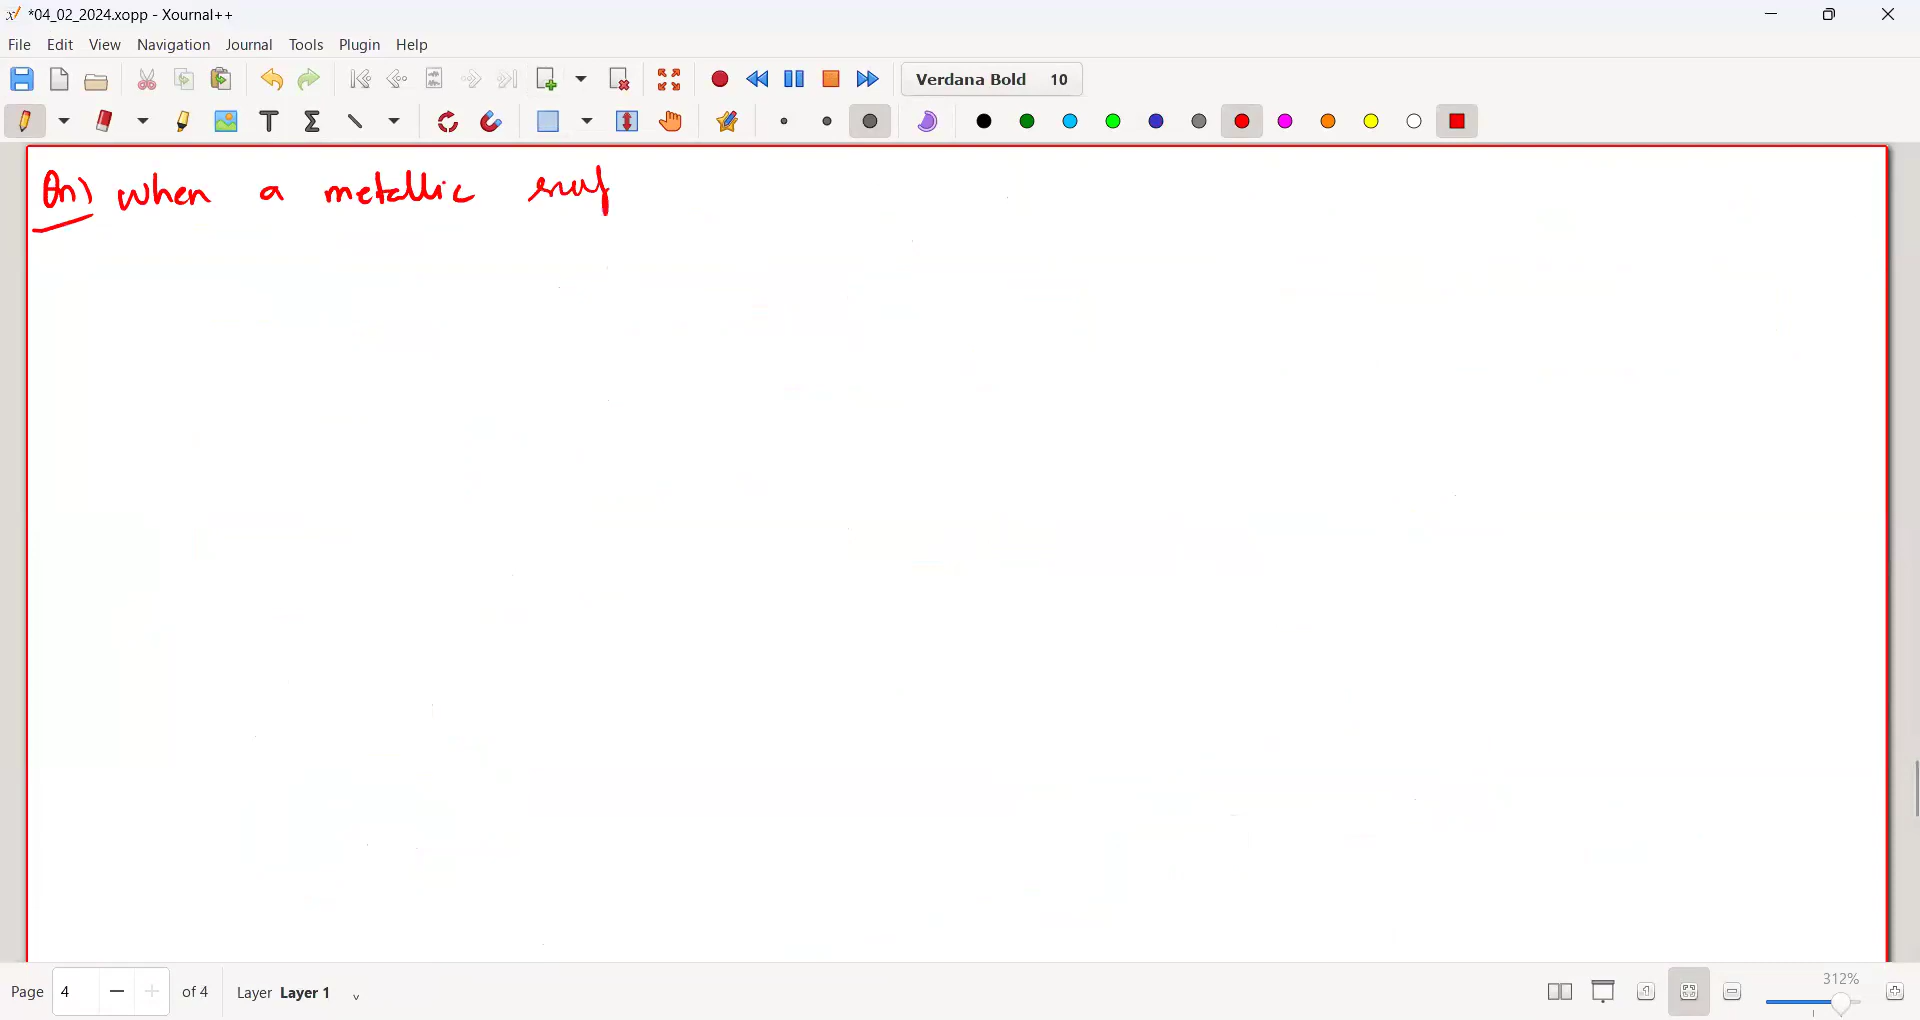 *04_02_2024.xopp - Xournal++
File Edit View Navigation Journal Tools Plugin Help
Verdana Bold 10
Qn) when a metallic surf
Page 4 of 4 Layer Layer 1 312%